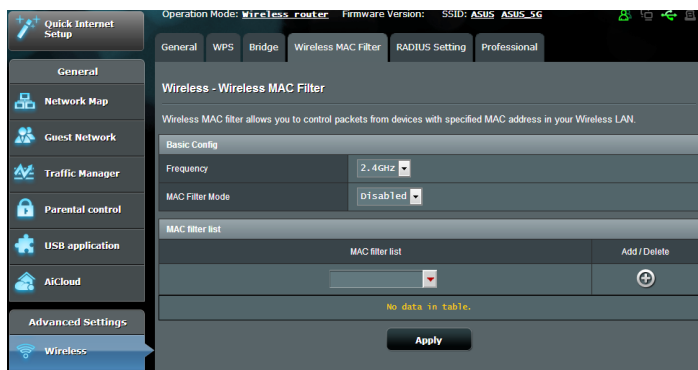 Quick Internet
Setup
Operation Mode: Wireless router Firmware Version: SSID: ASUS ASUS_5G
General WPS Bridge Wireless MAC Filter RADIUS Setting Professional
General
Network Map
Guest Network
Traffic Manager
Parental control
USB application
AiCloud
Advanced Settings
Wireless
Wireless - Wireless MAC Filter
Wireless MAC filter allows you to control packets from devices with specified MAC address in your Wireless LAN.
Basic Config
Frequency 2.4GHz
MAC Filter Mode Disabled
MAC filter list
MAC filter list Add / Delete
No data in table.
Apply